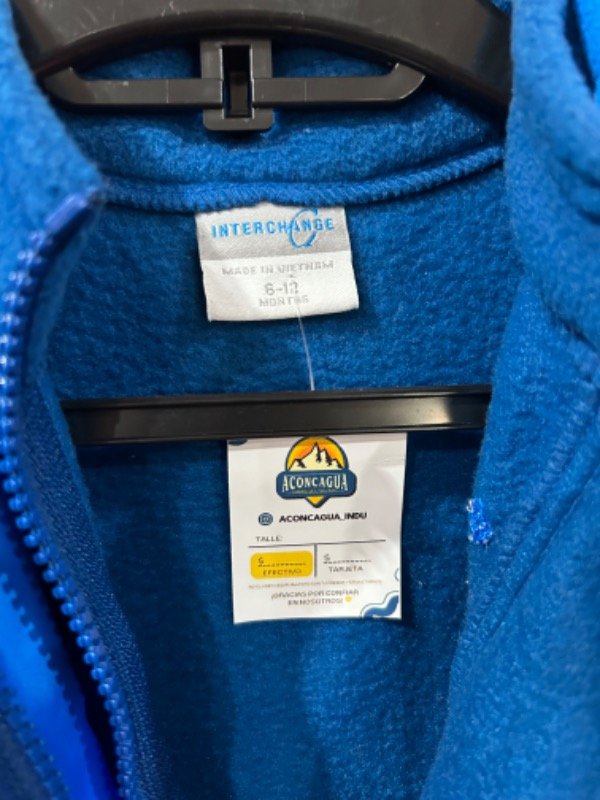 INTERCHANGE
MADE IN VIETNAM
6-12
MONTHS
ACONCAGUA
ACONCAGUA_INDU
TALLE:
$
EFECTIVO
$
TARJETA
¡GRACIAS POR CONFIAR
EN NOSOTROS!